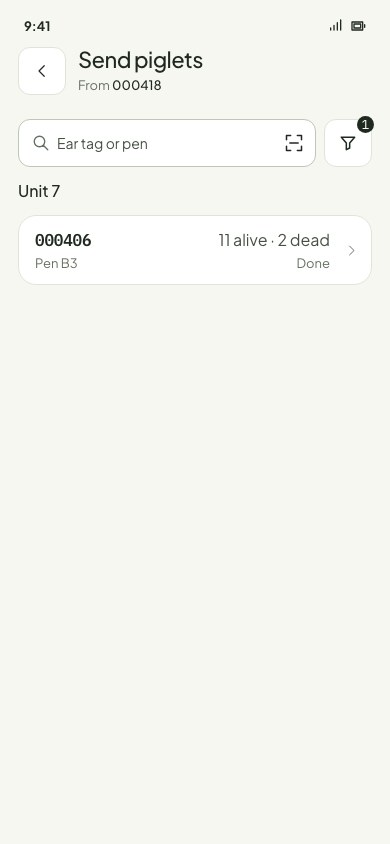 9:41
Send piglets
From 000418
Ear tag or pen
1
Unit 7
000406
11 alive · 2 dead
Pen B3
Done